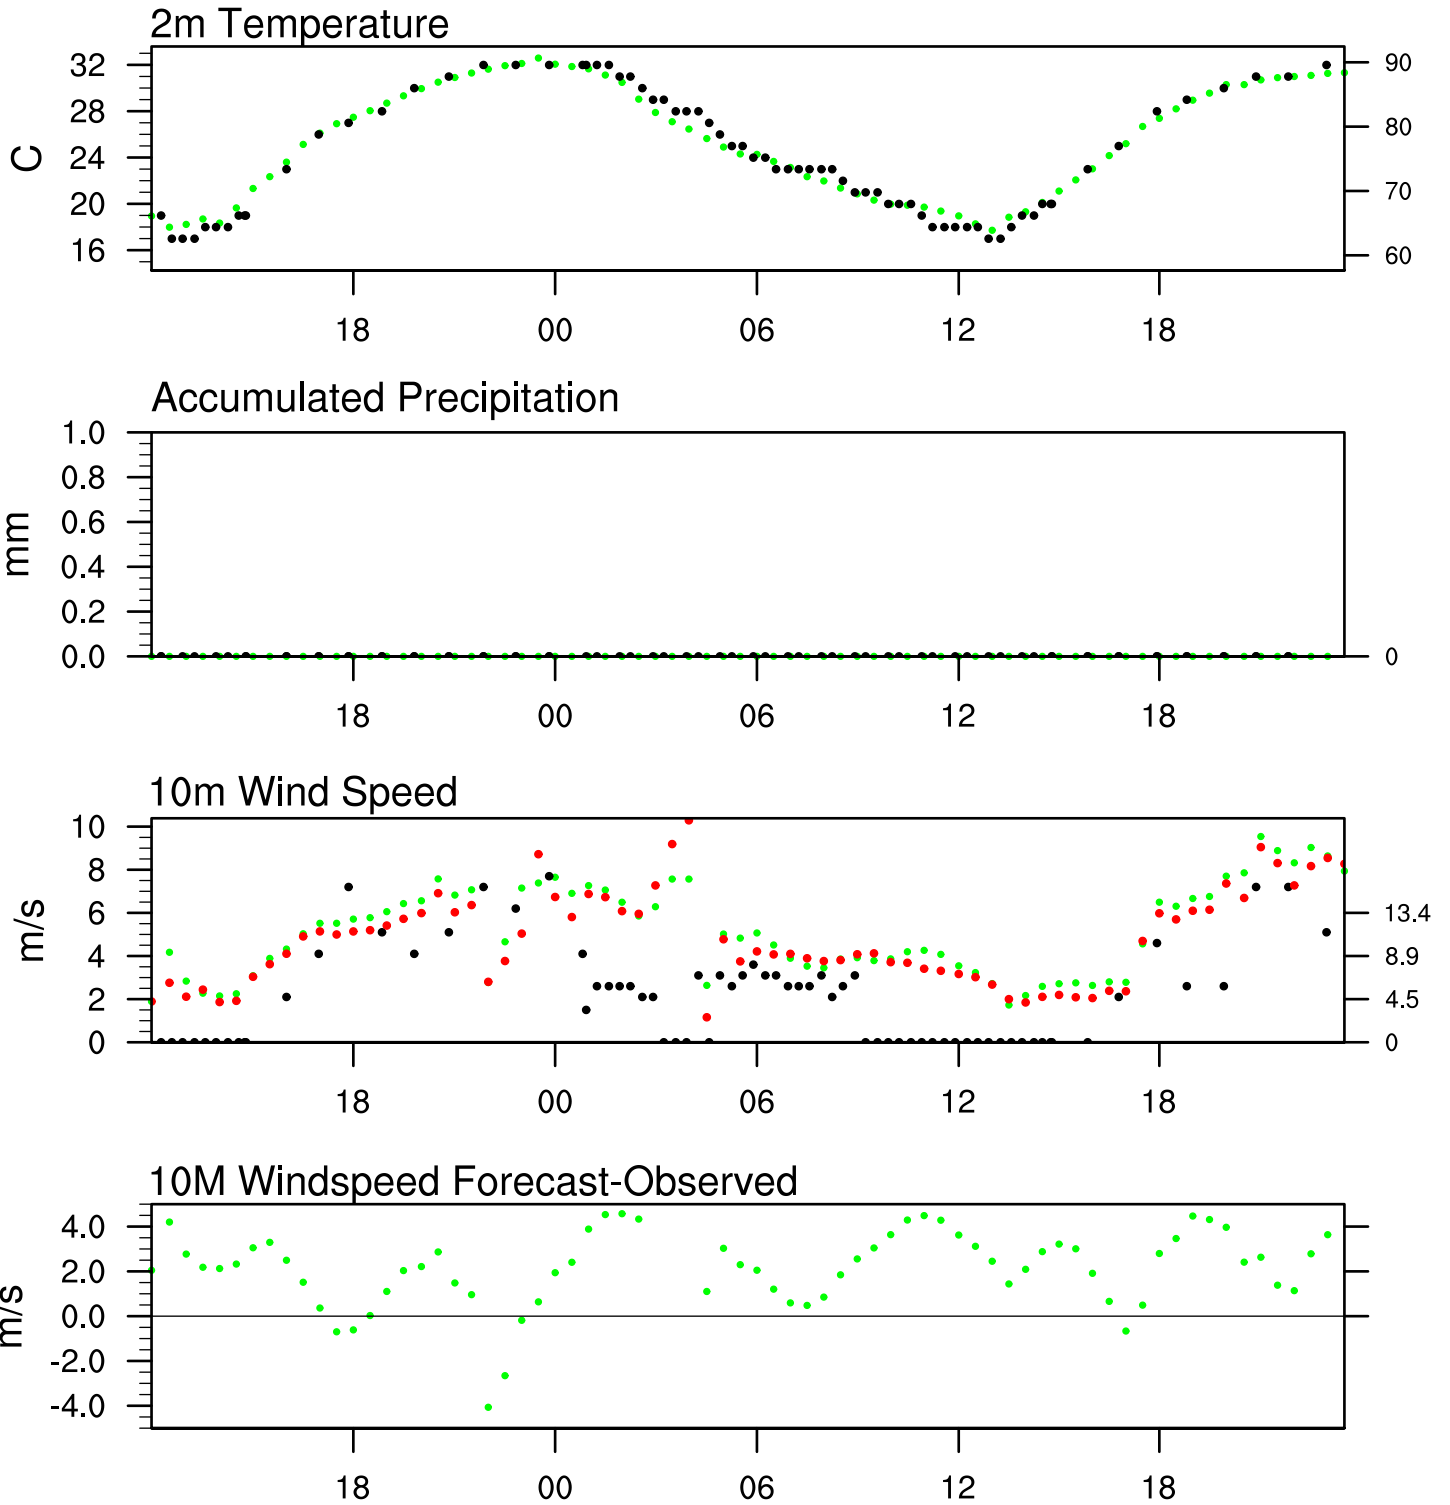 2m Temperature
32
28
24
20
16
C
90
80
70
60
18 00 06 12 18
Accumulated Precipitation
1.0
0.8
0.6
0.4
0.2
0.0
mm
0
18 00 06 12 18
10m Wind Speed
10
8
6
4
2
0
m/s
13.4
8.9
4.5
0
18 00 06 12 18
10M Windspeed Forecast-Observed
4.0
2.0
0.0
-2.0
-4.0
m/s
18 00 06 12 18